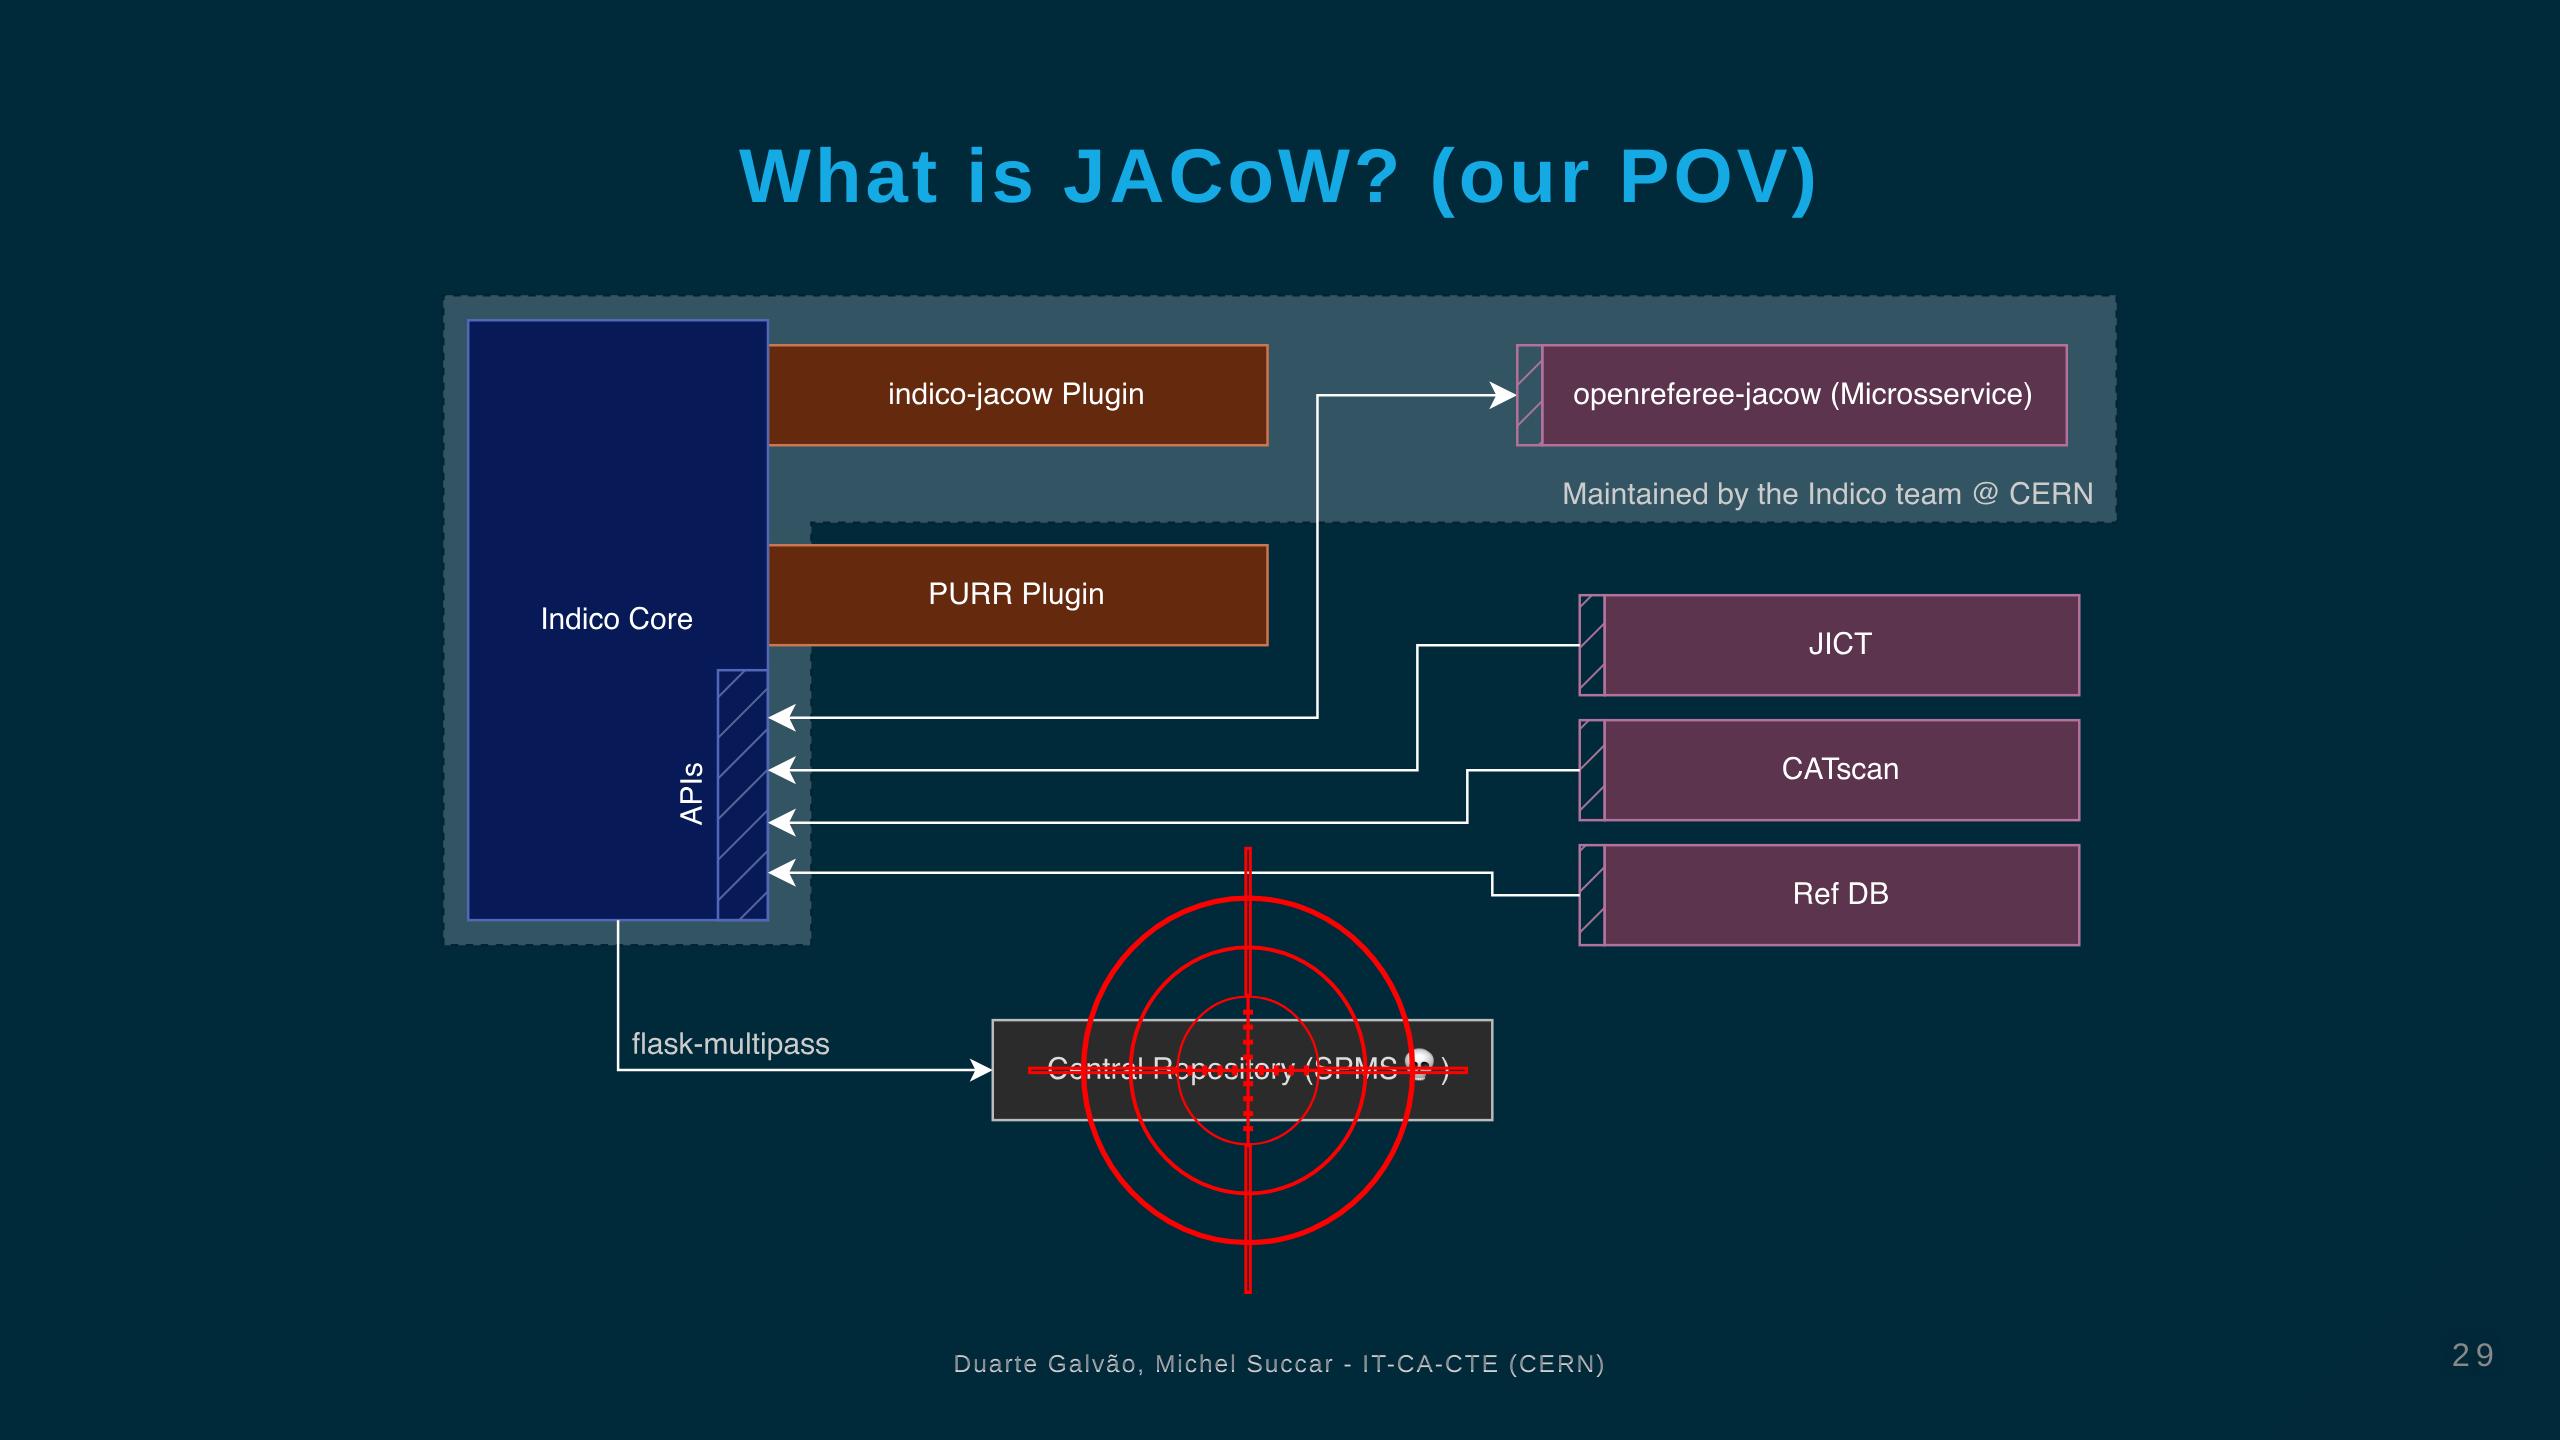 What is JACoW? (our POV)
indico-jacow Plugin
openreferee-jacow (Microsservice)
Maintained by the Indico team @ CERN
PURR Plugin
Indico Core
JICT
APIs
CATscan
Ref DB
flask-multipass
Central Repository (SPMS💀)
Duarte Galvão, Michel Succar - IT-CA-CTE (CERN)
29